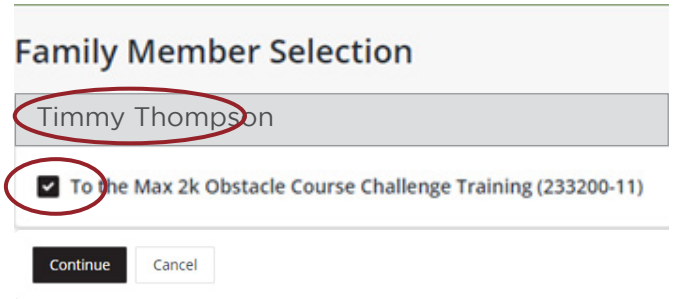 Family Member Selection
Timmy Thompson
To the Max 2k Obstacle Course Challenge Training (233200-11)
Continue Cancel